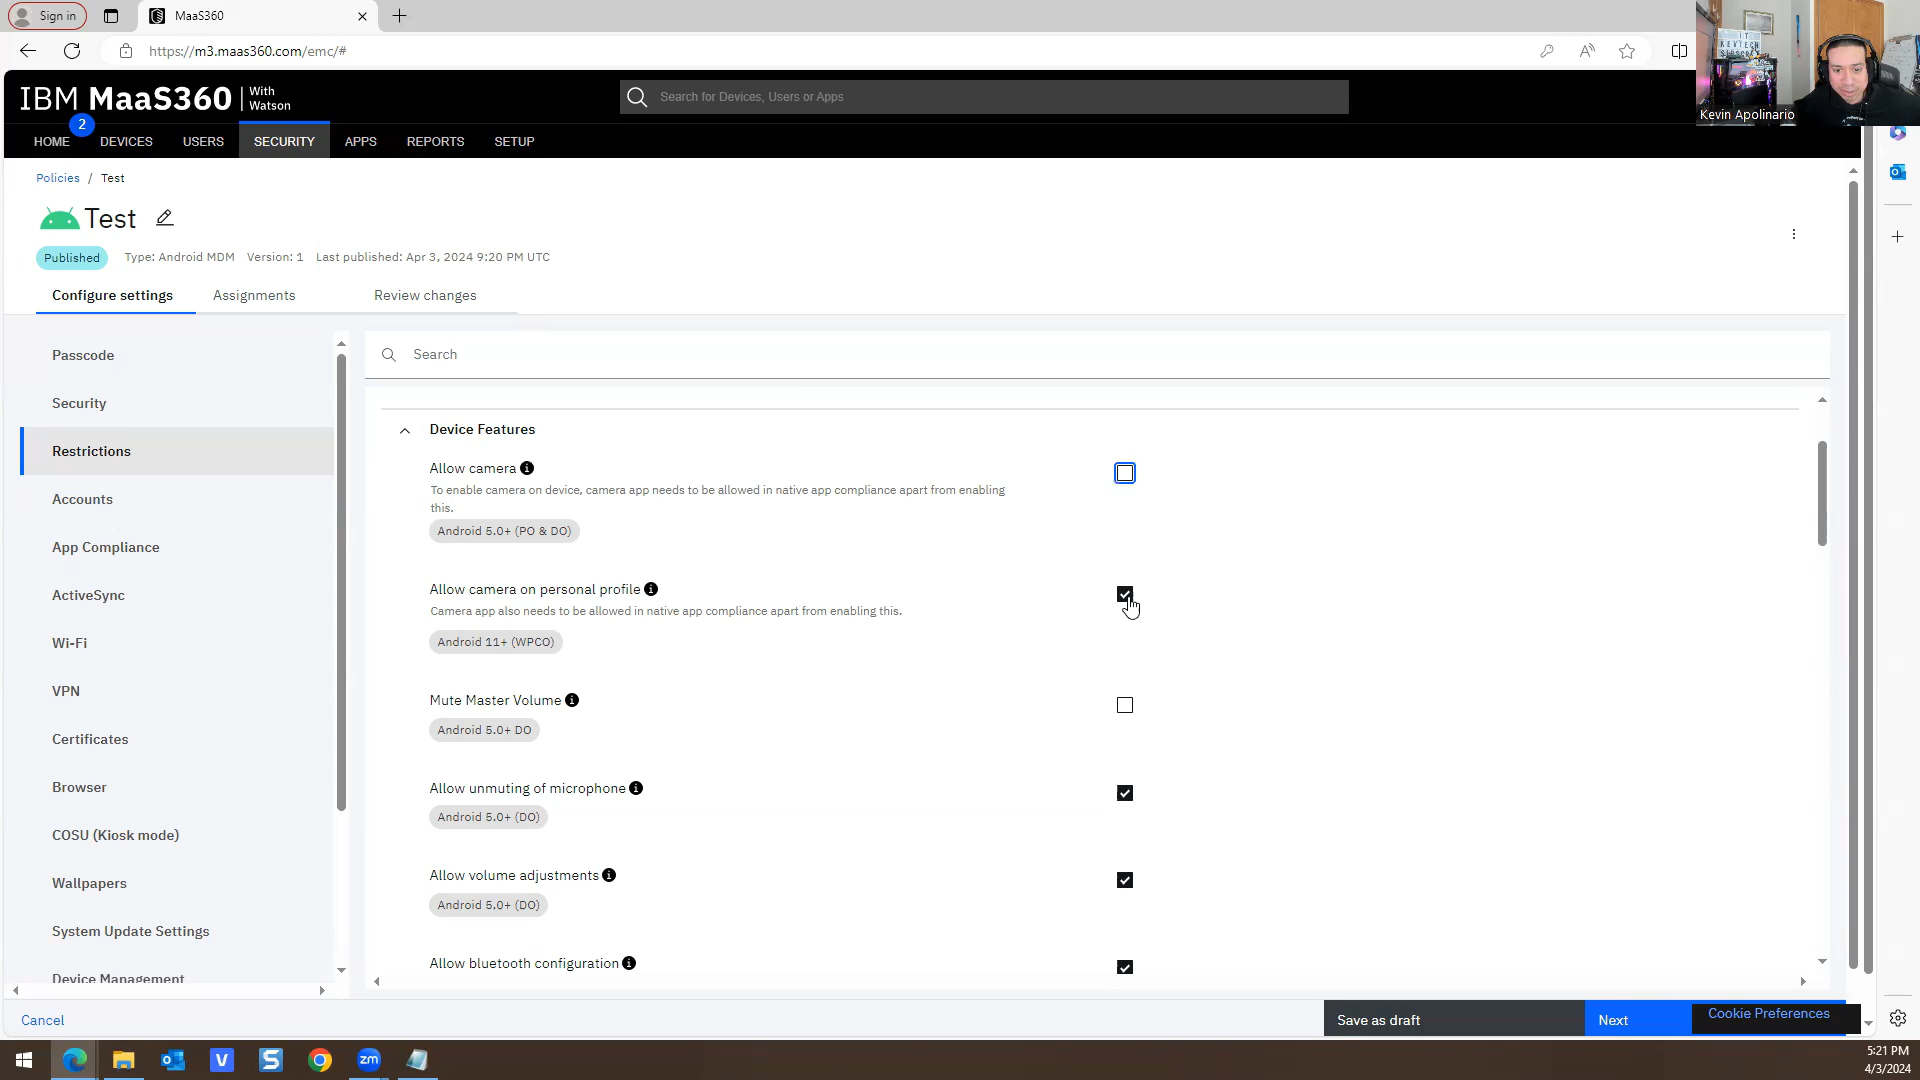 Sign in
MaaS360
https://m3.maas360.com/emc/#
IBM MaaS360 | With Watson
Search for Devices, Users or Apps
IT
KEVTECH
Kevin Apolinario
2
HOME DEVICES USERS SECURITY APPS REPORTS SETUP
Policies / Test
Test
Published Type: Android MDM Version: 1 Last published: Apr 3, 2024 9:20 PM UTC
Configure settings Assignments Review changes
Passcode
Security
Restrictions
Accounts
App Compliance
ActiveSync
Wi-Fi
VPN
Certificates
Browser
COSU (Kiosk mode)
Wallpapers
System Update Settings
Device Management
Search
Device Features
Allow camera
To enable camera on device, camera app needs to be allowed in native app compliance apart from enabling
this.
Android 5.0+ (PO & DO)
Allow camera on personal profile
Camera app also needs to be allowed in native app compliance apart from enabling this.
Android 11+ (WPCO)
Mute Master Volume
Android 5.0+ DO
Allow unmuting of microphone
Android 5.0+ (DO)
Allow volume adjustments
Android 5.0+ (DO)
Allow bluetooth configuration
Cancel
Save as draft
Next
Cookie Preferences
5:21 PM
4/3/2024